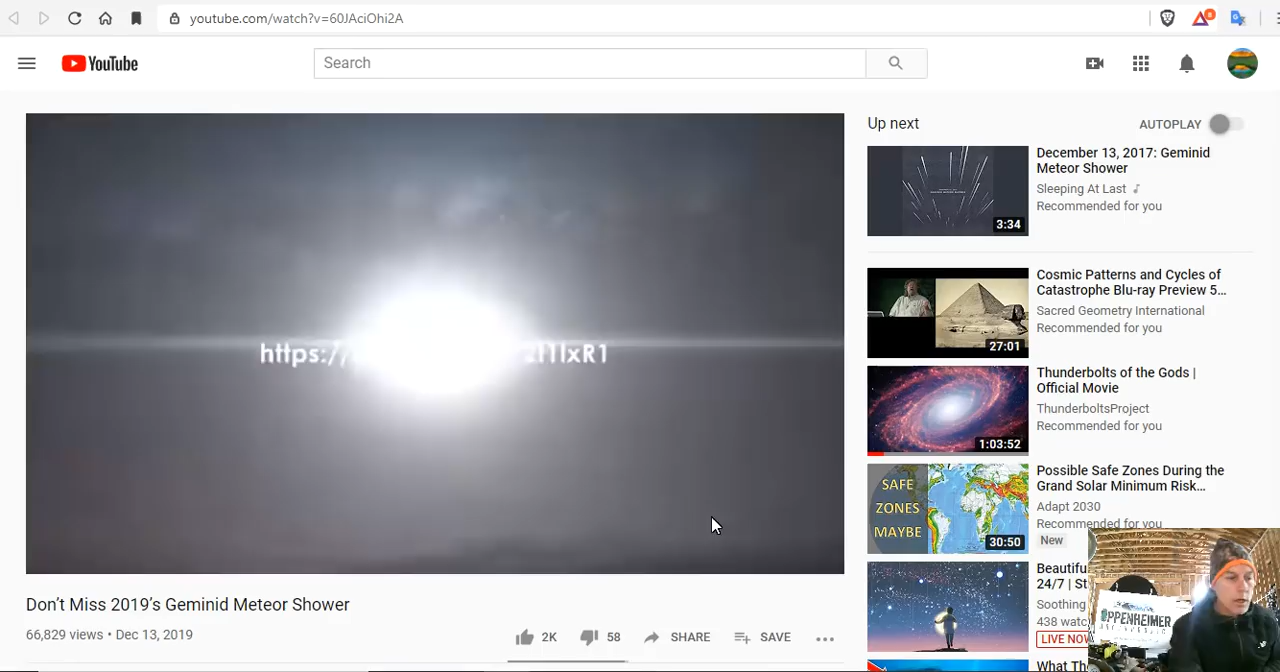 youtube.com/watch?v=60JAciOhi2A
8
YouTube
Search
https://
2I1lxR1
Don't Miss 2019's Geminid Meteor Shower
66,829 views • Dec 13, 2019
2K
58
SHARE
SAVE
Up next
AUTOPLAY
December 13, 2017: Geminid
Meteor Shower
Sleeping At Last
Recommended for you
3:34
Cosmic Patterns and Cycles of
Catastrophe Blu-ray Preview 5...
Sacred Geometry International
Recommended for you
27:01
Thunderbolts of the Gods |
Official Movie
ThunderboltsProject
Recommended for you
1:03:52
SAFE
ZONES
MAYBE
30:50
Possible Safe Zones During the
Grand Solar Minimum Risk...
Adapt 2030
Recommended for you
New
Beautifu
24/7 | St
Soothing
438 watc
LIVE NOW
What Th
OPPENHEIMER